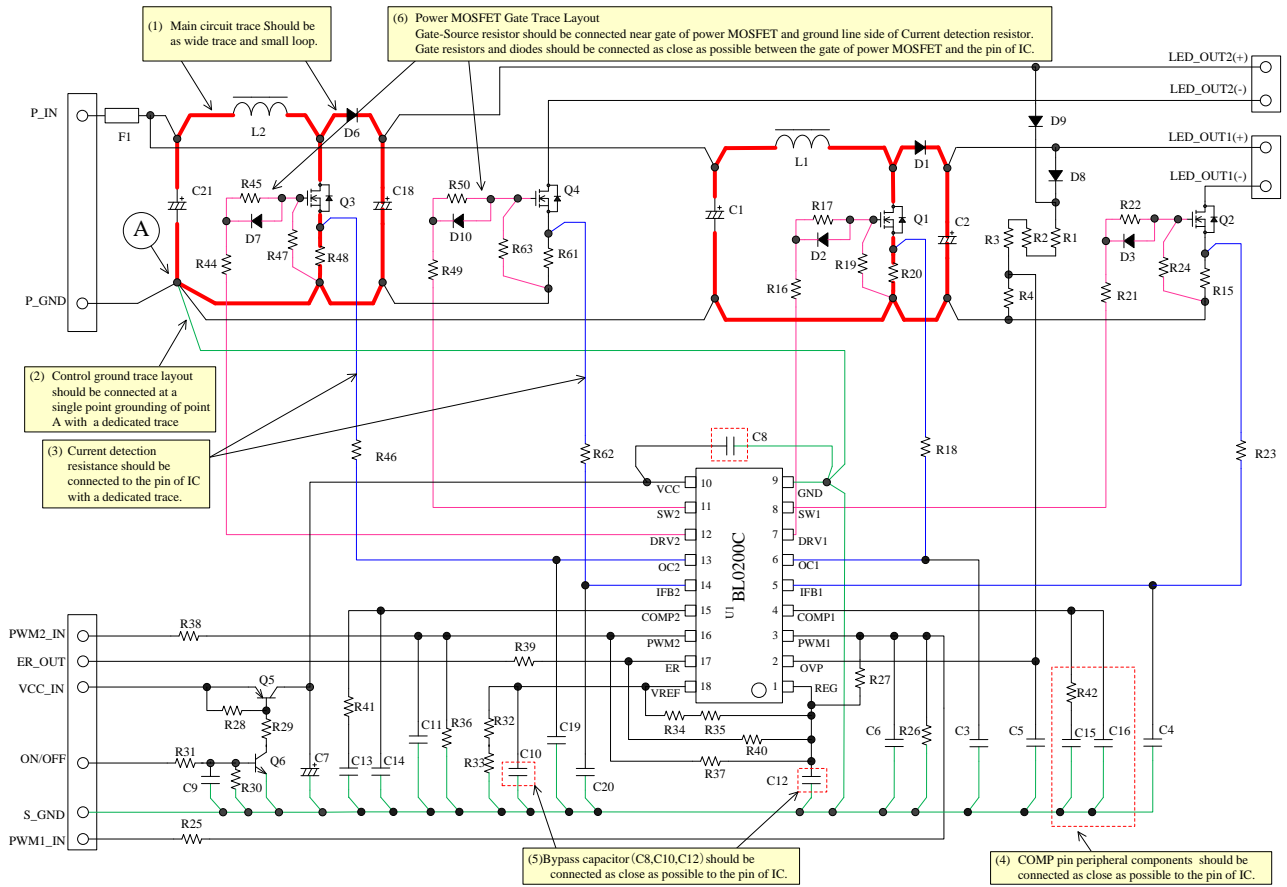 (1) Main circuit trace Should be
as wide trace and small loop.
(6) Power MOSFET Gate Trace Layout
Gate-Source resistor should be connected near gate of power MOSFET and ground line side of Current detection resistor.
Gate resistors and diodes should be connected as close as possible between the gate of power MOSFET and the pin of IC.
LED_OUT2(+)
LED_OUT2(-)
P_IN
F1
L2
D6
D9
LED_OUT1(+)
L1
D1
D8
LED_OUT1(-)
C21
R45
Q3
C18
R50
Q4
C1
R17
Q1
C2
R22
Q2
A
D7
D10
D2
D3
R3
R2
R1
R44
R47
R48
R49
R63
R61
R16
R19
R20
R4
R21
R24
R15
P_GND
(2) Control ground trace layout
should be connected at a
single point grounding of point
A with a dedicated trace
(3) Current detection
resistance should be
connected to the pin of IC
with a dedicated trace.
R46
R62
C8
R18
R23
10
VCC
9
GND
11
SW2
8
SW1
12
DRV2
7
DRV1
13
OC2
6
OC1
14
IFB2
5
IFB1
15
COMP2
4
COMP1
16
PWM2
3
PWM1
17
ER
2
OVP
18
VREF
1
REG
U1
BL0200C
PWM2_IN
R38
ER_OUT
R39
VCC_IN
Q5
R28
R29
R41
C11
R36
R32
C10
C19
R34
R35
R27
C6
R26
C3
C5
R42
C15
C16
C4
ON/OFF
R31
Q6
C7
C13
C14
R33
C20
R40
R37
C12
C9
R30
S_GND
PWM1_IN
R25
(5)Bypass capacitor(C8,C10,C12) should be
connected as close as possible to the pin of IC.
(4) COMP pin peripheral components should be
connected as close as possible to the pin of IC.